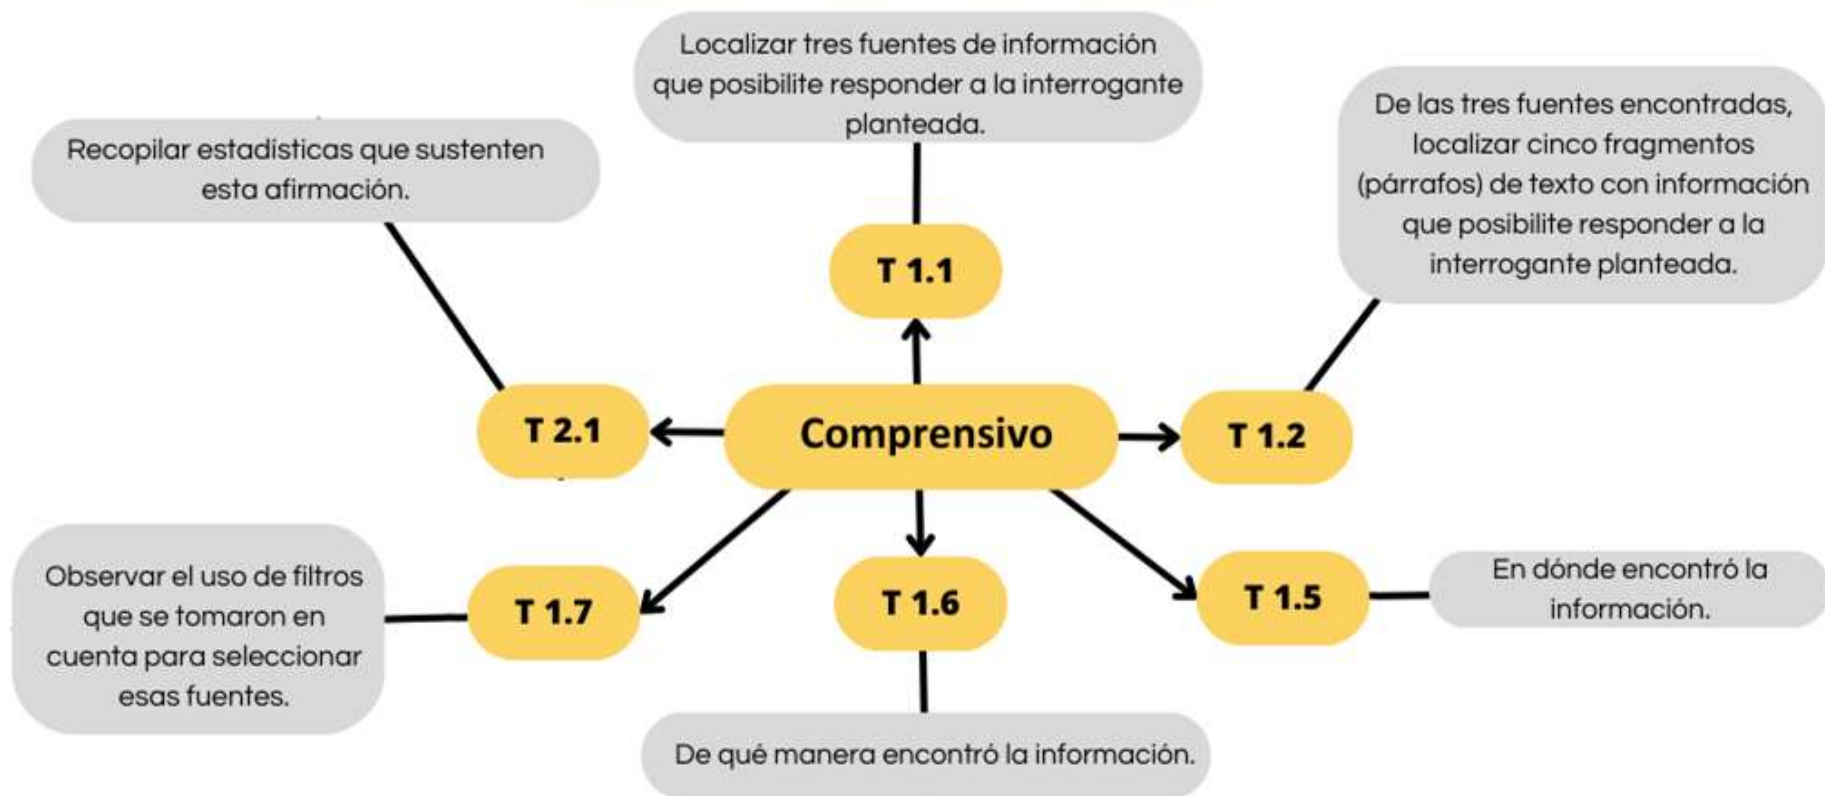 Localizar tres fuentes de información
que posibilite responder a la interrogante
planteada.
De las tres fuentes encontradas,
localizar cinco fragmentos
(párrafos) de texto con información
que posibilite responder a la
interrogante planteada.
Recopilar estadísticas que sustenten
esta afirmación.
T 1.1
T 2.1
Comprensivo
T 1.2
Observar el uso de filtros
que se tomaron en
cuenta para seleccionar
esas fuentes.
T 1.7
T 1.6
T 1.5
En dónde encontró la
información.
De qué manera encontró la información.